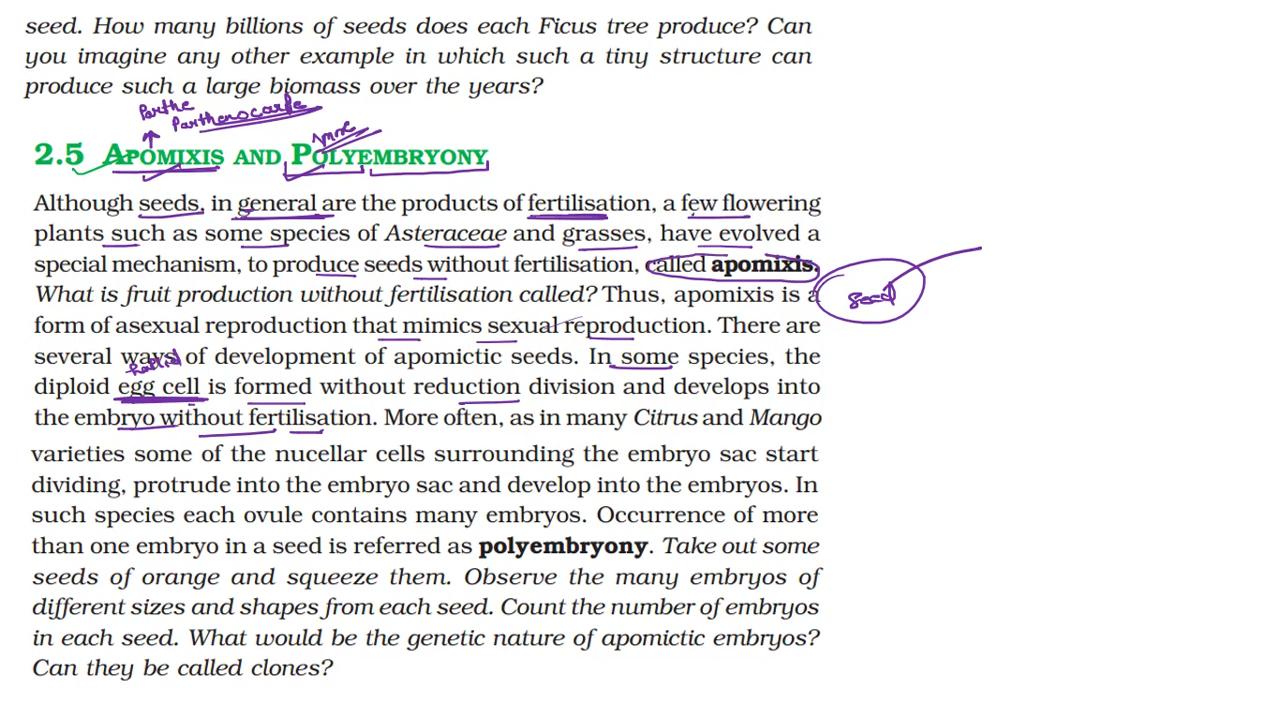 seed. How many billions of seeds does each Ficus tree produce? Can
you imagine any other example in which such a tiny structure can
produce such a large biomass over the years?
Parthe
Parthenocarpy
more
2.5 APOMIXIS AND POLYEMBRYONY
Although seeds, in general are the products of fertilisation, a few flowering
plants such as some species of Asteraceae and grasses, have evolved a
special mechanism, to produce seeds without fertilisation, called apomixis.
What is fruit production without fertilisation called? Thus, apomixis is a
seed
form of asexual reproduction that mimics sexual reproduction. There are
several ways of development of apomictic seeds. In some species, the
diploid egg cell is formed without reduction division and develops into
the embryo without fertilisation. More often, as in many Citrus and Mango
varieties some of the nucellar cells surrounding the embryo sac start
dividing, protrude into the embryo sac and develop into the embryos. In
such species each ovule contains many embryos. Occurrence of more
than one embryo in a seed is referred as polyembryony. Take out some
seeds of orange and squeeze them. Observe the many embryos of
different sizes and shapes from each seed. Count the number of embryos
in each seed. What would be the genetic nature of apomictic embryos?
Can they be called clones?